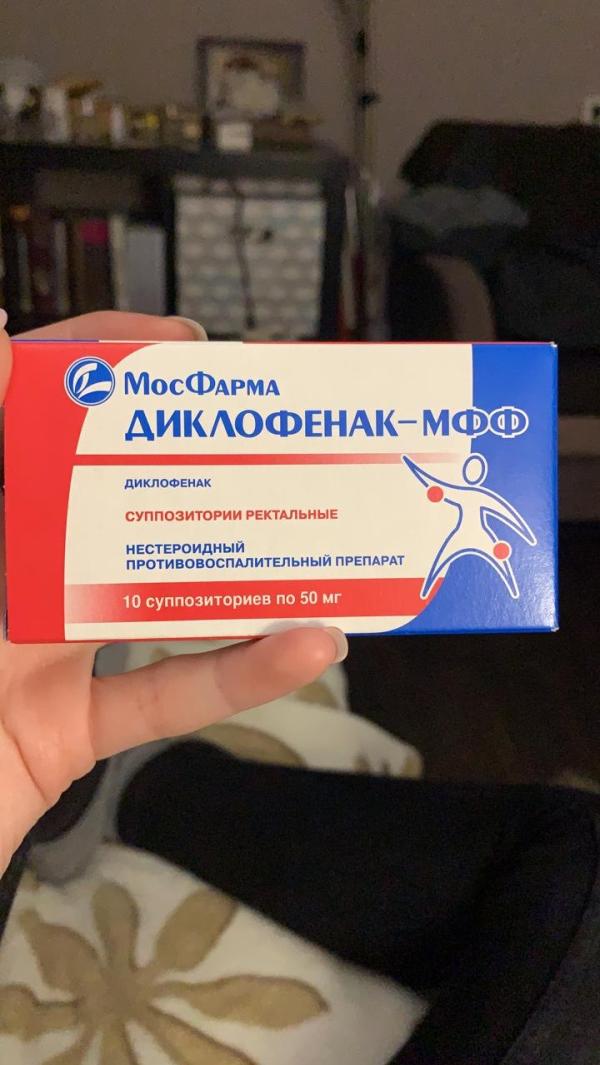 МосФарма
ДИКЛОФЕНАК-МФФ
ДИКЛОФЕНАК
СУППОЗИТОРИИ РЕКТАЛЬНЫЕ
НЕСТЕРОИДНЫЙ
ПРОТИВОВОСПАЛИТЕЛЬНЫЙ ПРЕПАРАТ
10 суппозиториев по 50 мг